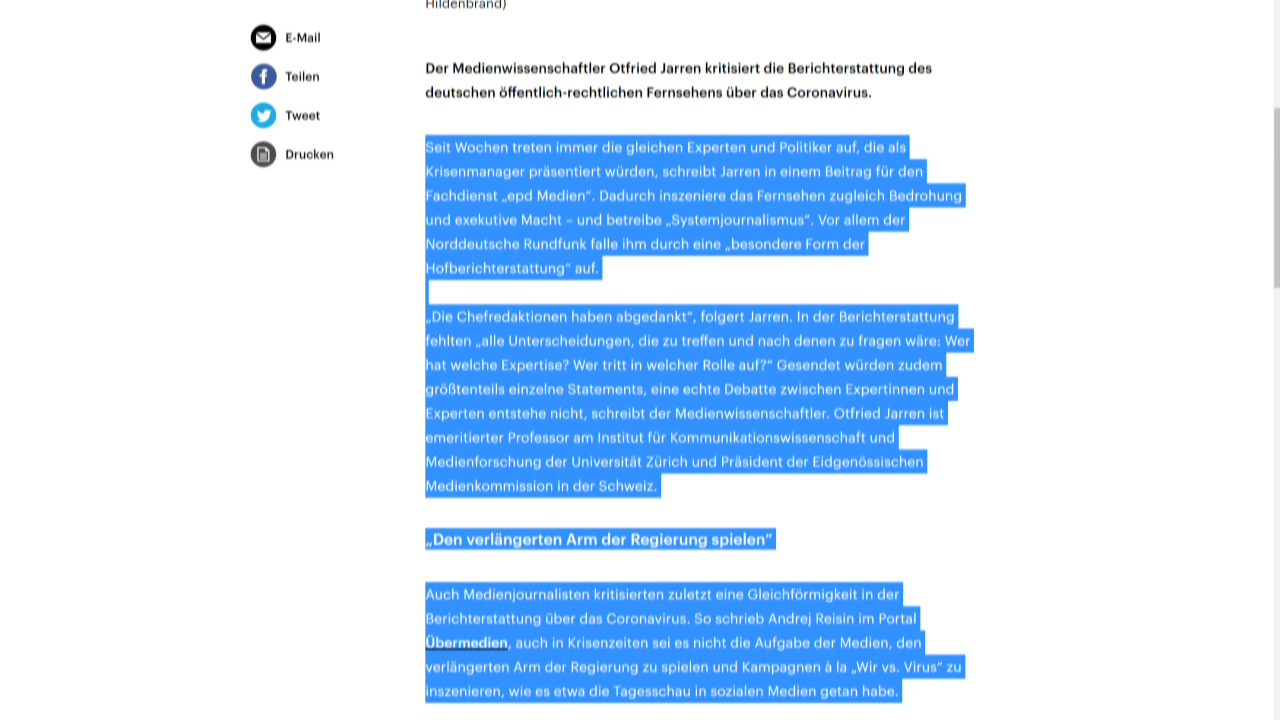 Hildenbrand)
E-Mail
Teilen
Tweet
Drucken
Der Medienwissenschaftler Otfried Jarren kritisiert die Berichterstattung des
deutschen öffentlich-rechtlichen Fernsehens über das Coronavirus.
Seit Wochen treten immer die gleichen Experten und Politiker auf, die als
Krisenmanager präsentiert würden, schreibt Jarren in einem Beitrag für den
Fachdienst „epd Medien“. Dadurch inszeniere das Fernsehen zugleich Bedrohung
und exekutive Macht – und betreibe „Systemjournalismus“. Vor allem der
Norddeutsche Rundfunk falle ihm durch eine „besondere Form der
Hofberichterstattung“ auf.
„Die Chefredaktionen haben abgedankt“, folgert Jarren. In der Berichterstattung
fehlten „alle Unterscheidungen, die zu treffen und nach denen zu fragen wäre: Wer
hat welche Expertise? Wer tritt in welcher Rolle auf?“ Gesendet würden zudem
größtenteils einzelne Statements, eine echte Debatte zwischen Expertinnen und
Experten entstehe nicht, schreibt der Medienwissenschaftler. Otfried Jarren ist
emeritierter Professor am Institut für Kommunikationswissenschaft und
Medienforschung der Universität Zürich und Präsident der Eidgenössischen
Medienkommission in der Schweiz.
„Den verlängerten Arm der Regierung spielen“
Auch Medienjournalisten kritisierten zuletzt eine Gleichförmigkeit in der
Berichterstattung über das Coronavirus. So schrieb Andrej Reisin im Portal
Übermedien, auch in Krisenzeiten sei es nicht die Aufgabe der Medien, den
verlängerten Arm der Regierung zu spielen und Kampagnen à la „Wir vs. Virus“ zu
inszenieren, wie es etwa die Tagesschau in sozialen Medien getan habe.